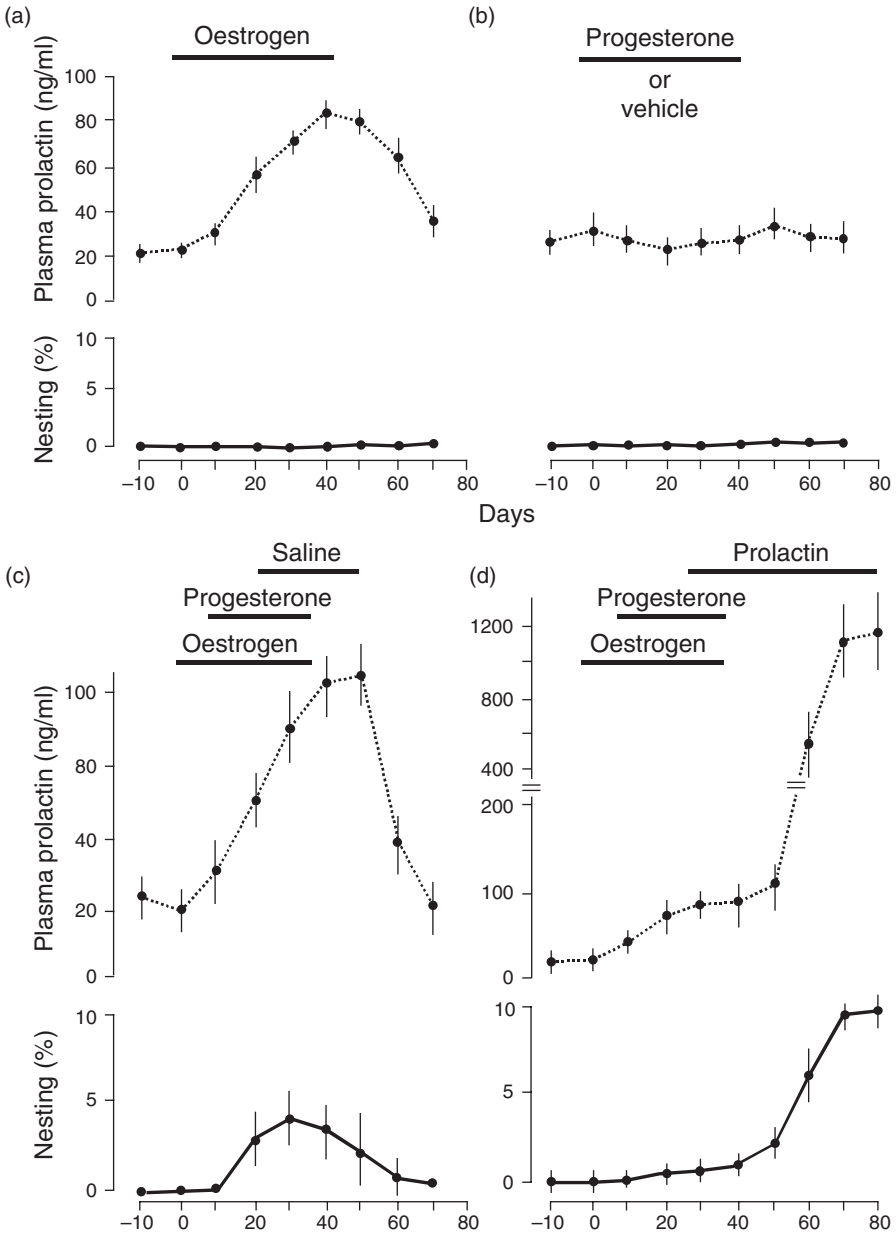 (a)
Oestrogen
Plasma prolactin (ng/ml)
100
80
60
40
20
0
Nesting (%)
10
5
0
–10 0 20 40 60 80
(b)
Progesterone
or
vehicle
–10 0 20 40 60 80
Days
(c)
Saline
Progesterone
Oestrogen
Plasma prolactin (ng/ml)
100
80
60
40
20
0
Nesting (%)
10
5
0
–10 0 20 40 60 80
(d)
Prolactin
Progesterone
Oestrogen
1200
800
400
200
100
0
10
5
0
–10 0 20 40 60 80